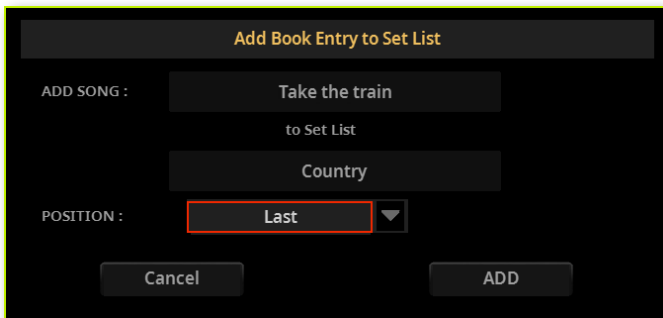 Add Book Entry to Set List
ADD SONG : Take the train
to Set List
Country
POSITION : Last
Cancel ADD